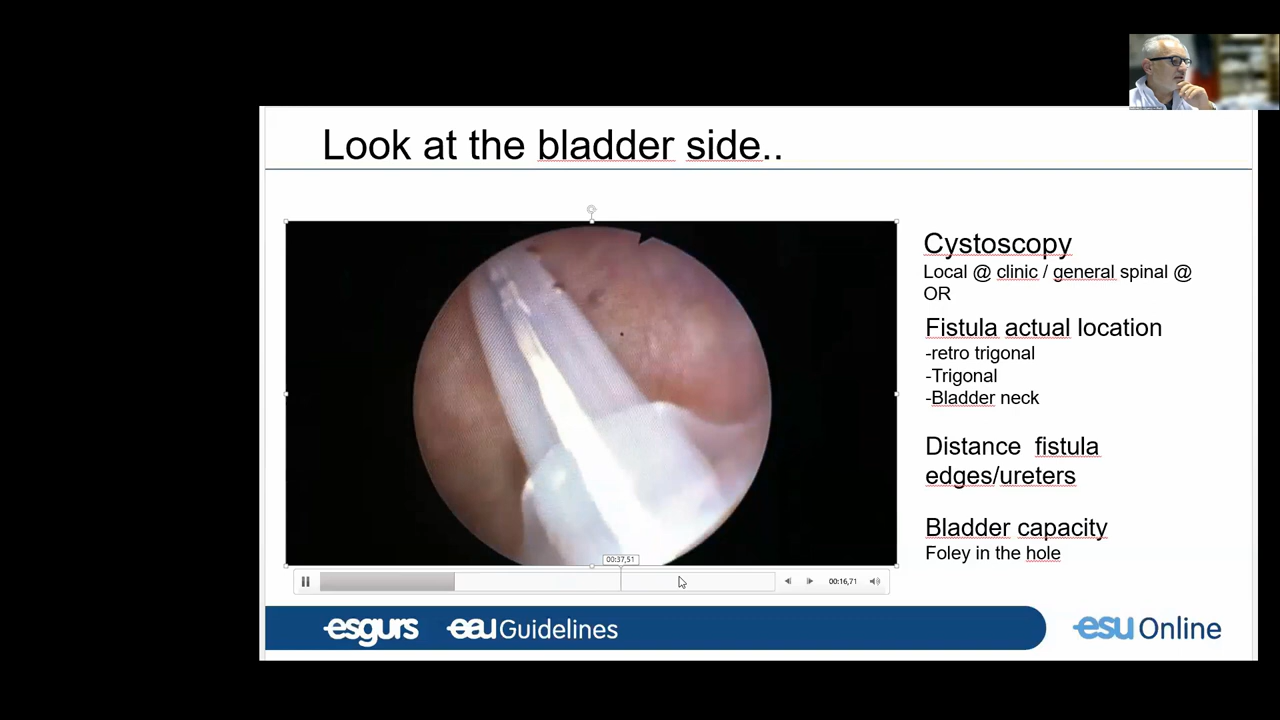 Look at the bladder side..
Cystoscopy
Local @ clinic / general spinal @
OR
Fistula actual location
-retro trigonal
-Trigonal
-Bladder neck
Distance fistula
edges/ureters
Bladder capacity
Foley in the hole
00:37,51
00:16,71
esgurs eau Guidelines
esu Online